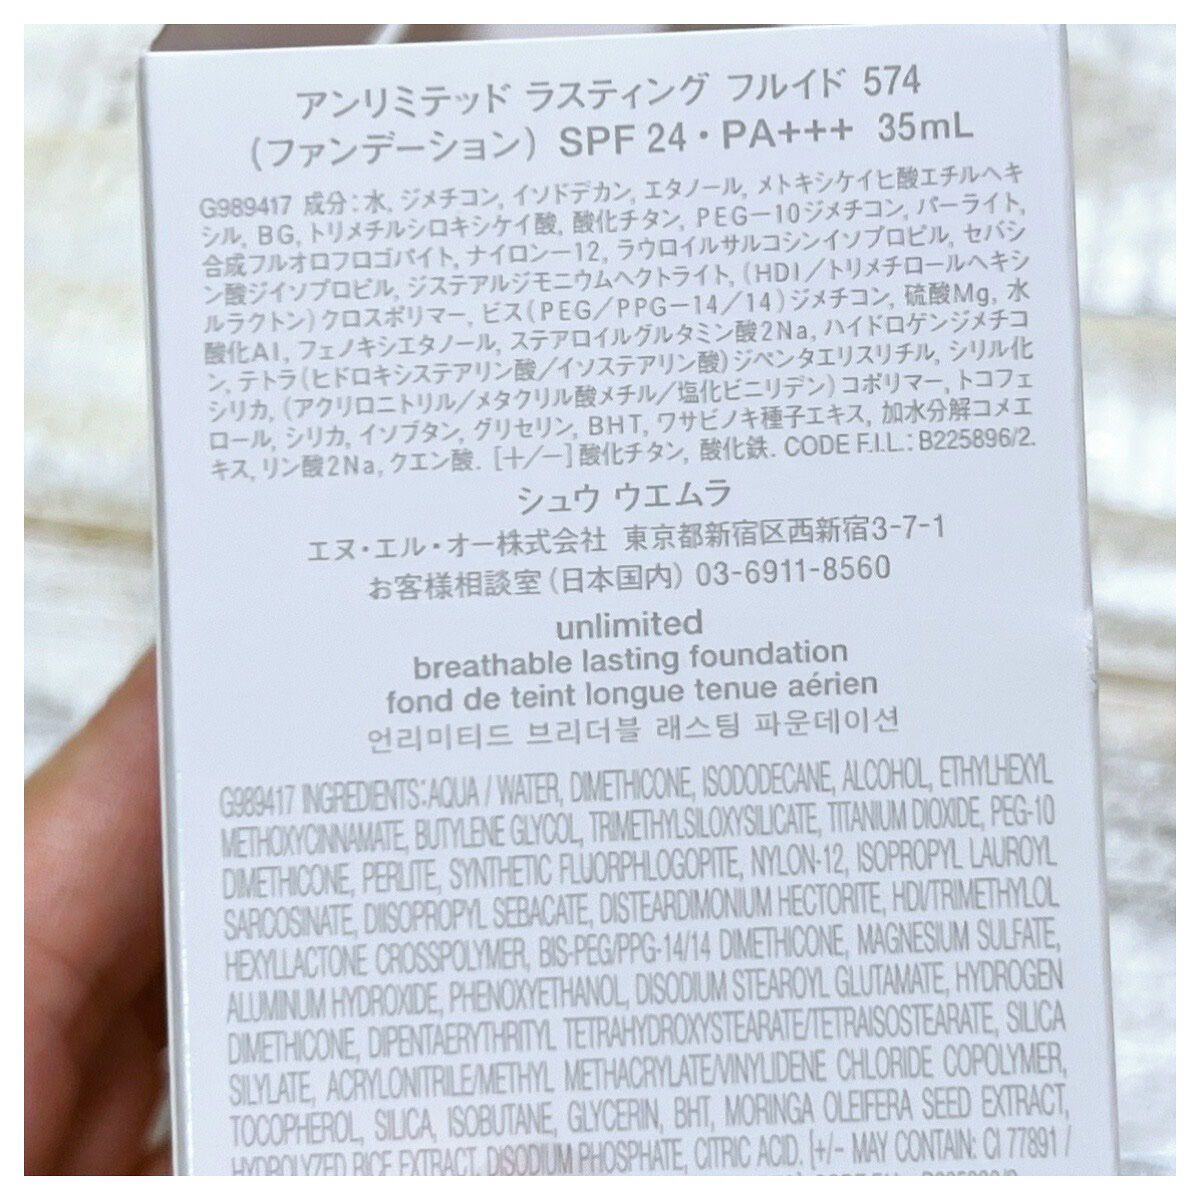 アンリミテッド ラスティング フルイド 574
(ファンデーション) SPF 24・PA+++ 35mL
G989417 成分:水, ジメチコン, イソドデカン, エタノール, メトキシケイヒ酸エチルヘキ
シル, BG, トリメチルシロキシケイ酸, 酸化チタン, PEG-10ジメチコン, パーライト,
合成フルオロフロゴパイト, ナイロン-12, ラウロイルサルコシンイソプロピル, セバシ
ン酸ジイソプロピル, ジステアルジモニウムヘクトライト, (HDI/トリメチロールヘキシ
ルラクトン)クロスポリマー, ビス(PEG/PPG-14/14)ジメチコン, 硫酸Mg, 水
酸化Al, フェノキシエタノール, ステアロイルグルタミン酸2Na, ハイドロゲンジメチコ
ン, テトラ(ヒドロキシステアリン酸/イソステアリン酸)ジペンタエリスリチル, シリル化
シリカ, (アクリロニトリル/メタクリル酸メチル/塩化ビニリデン)コポリマー, トコフェ
ロール, シリカ, イソブタン, グリセリン, BHT, ワサビノキ種子エキス, 加水分解コメエ
キス, リン酸2Na, クエン酸. [+/-]酸化チタン, 酸化鉄. CODE F.I.L.: B225896/2.
シュウ ウエムラ
エヌ・エル・オー株式会社 東京都新宿区西新宿3-7-1
お客様相談室(日本国内) 03-6911-8560
unlimited
breathable lasting foundation
fond de teint longue tenue aérien
언리미티드 브리더블 래스팅 파운데이션
G989417 INGREDIENTS:AQUA / WATER, DIMETHICONE, ISODODECANE, ALCOHOL, ETHYLHEXYL
METHOXYCINNAMATE, BUTYLENE GLYCOL, TRIMETHYLSILOXYSILICATE, TITANIUM DIOXIDE, PEG-10
DIMETHICONE, PERLITE, SYNTHETIC FLUORPHLOGOPITE, NYLON-12, ISOPROPYL LAUROYL
SARCOSINATE, DIISOPROPYL SEBACATE, DISTEARDIMONIUM HECTORITE, HDI/TRIMETHYLOL
HEXYLLACTONE CROSSPOLYMER, BIS-PEG/PPG-14/14 DIMETHICONE, MAGNESIUM SULFATE,
ALUMINUM HYDROXIDE, PHENOXYETHANOL, DISODIUM STEAROYL GLUTAMATE, HYDROGEN
DIMETHICONE, DIPENTAERYTHRITYL TETRAHYDROXYSTEARATE/TETRAISOSTEARATE, SILICA
SILYLATE, ACRYLONITRILE/METHYL METHACRYLATE/VINYLIDENE CHLORIDE COPOLYMER,
TOCOPHEROL, SILICA, ISOBUTANE, GLYCERIN, BHT, MORINGA OLEIFERA SEED EXTRACT,
HYDROLYZED RICE EXTRACT, DISODIUM PHOSPHATE, CITRIC ACID. [+/- MAY CONTAIN: CI 77891 /